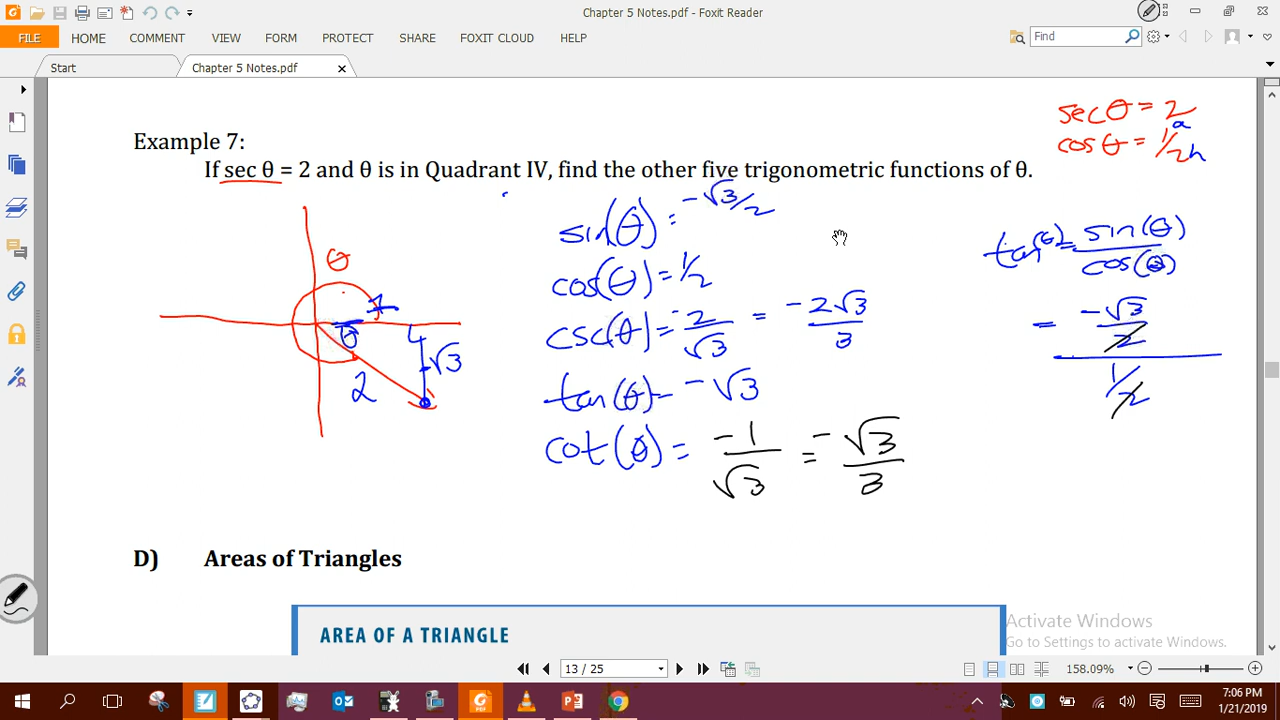 Chapter 5 Notes.pdf - Foxit Reader
FILE HOME COMMENT VIEW FORM PROTECT SHARE FOXIT CLOUD HELP Find
Start Chapter 5 Notes.pdf
Example 7:
If sec θ = 2 and θ is in Quadrant IV, find the other five trigonometric functions of θ.
secθ = 2
cosθ = 1/2
a
h
θ
1
θ
2
-√3
sin(θ) = -√3/2
cos(θ) = 1/2
csc(θ) = -2/√3 = -2√3/3
tan(θ) = -√3
cot(θ) = -1/√3 = -√3/3
tan(θ) = sin(θ)/cos(θ)
= -√3/2
1/2
D) Areas of Triangles
AREA OF A TRIANGLE
Activate Windows
Go to Settings to activate Windows.
13 / 25
158.09%
7:06 PM
1/21/2019